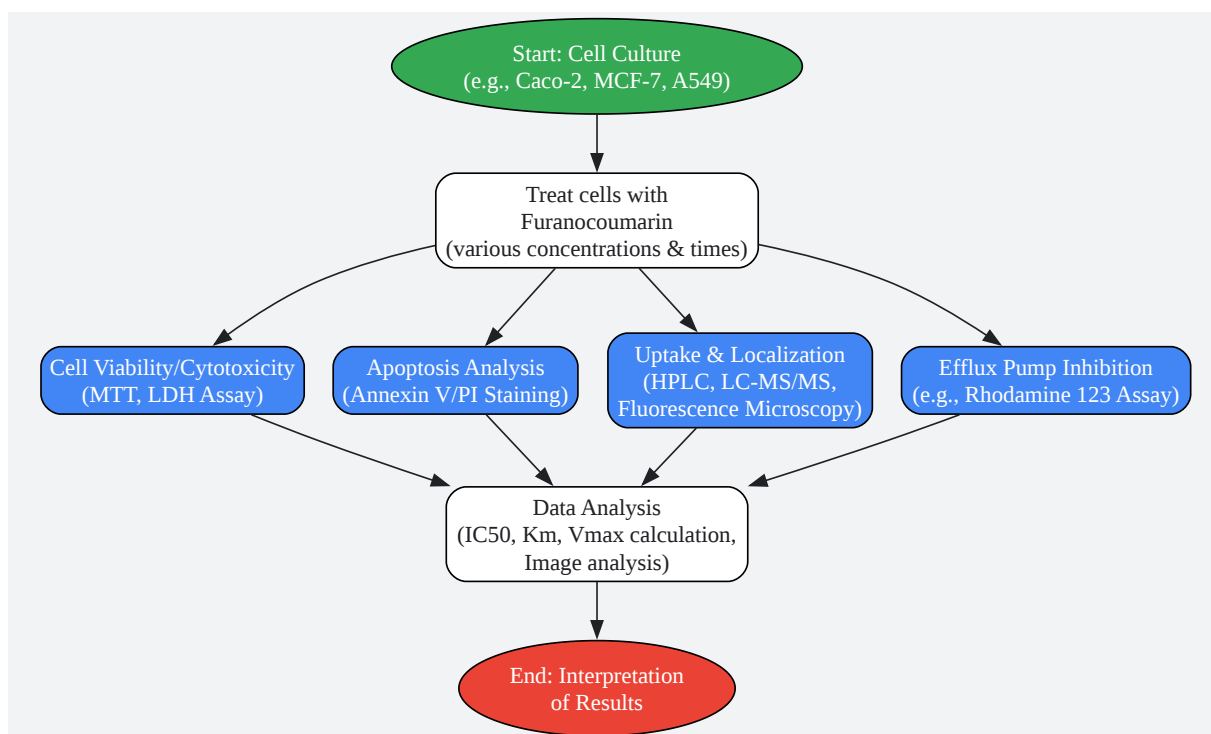 Start: Cell Culture
(e.g., Caco-2, MCF-7, A549)
Treat cells with
Furanocoumarin
(various concentrations & times)
Cell Viability/Cytotoxicity
(MTT, LDH Assay)
Apoptosis Analysis
(Annexin V/PI Staining)
Uptake & Localization
(HPLC, LC-MS/MS,
Fluorescence Microscopy)
Efflux Pump Inhibition
(e.g., Rhodamine 123 Assay)
Data Analysis
(IC50, Km, Vmax calculation,
Image analysis)
End: Interpretation
of Results